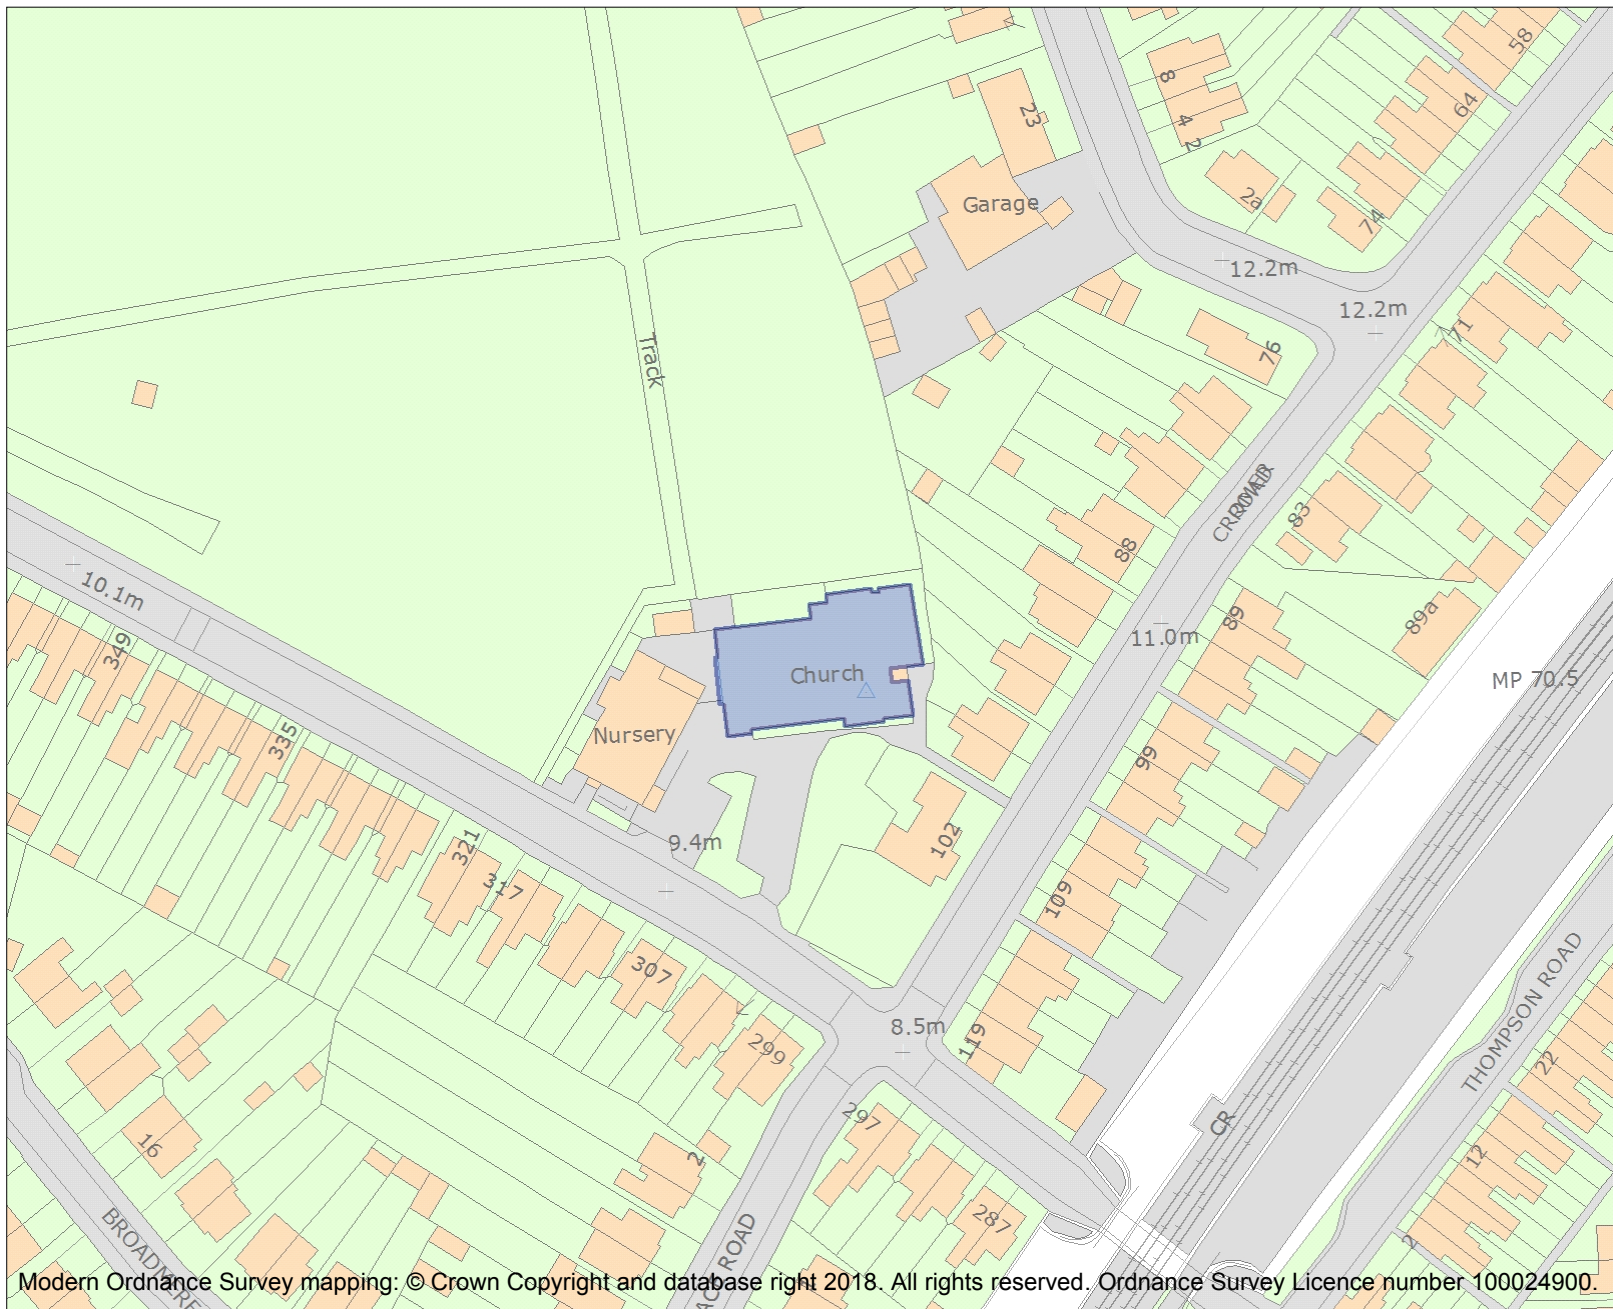 58
8
64
23
4
2
2a
Garage
74
12.2m
12.2m
71
Track
76
83
88
10.1m
89
89a
11.0m
349
Church
MP 70.5
Nursery
335
99
9.4m
102
321
317
109
307
THOMPSON ROAD
8.5m
119
299
22
297
CR
16
2
12
287
BROADMERE
ROAD
2
Modern Ordnance Survey mapping: © Crown Copyright and database right 2018. All rights reserved. Ordnance Survey Licence number 100024900.